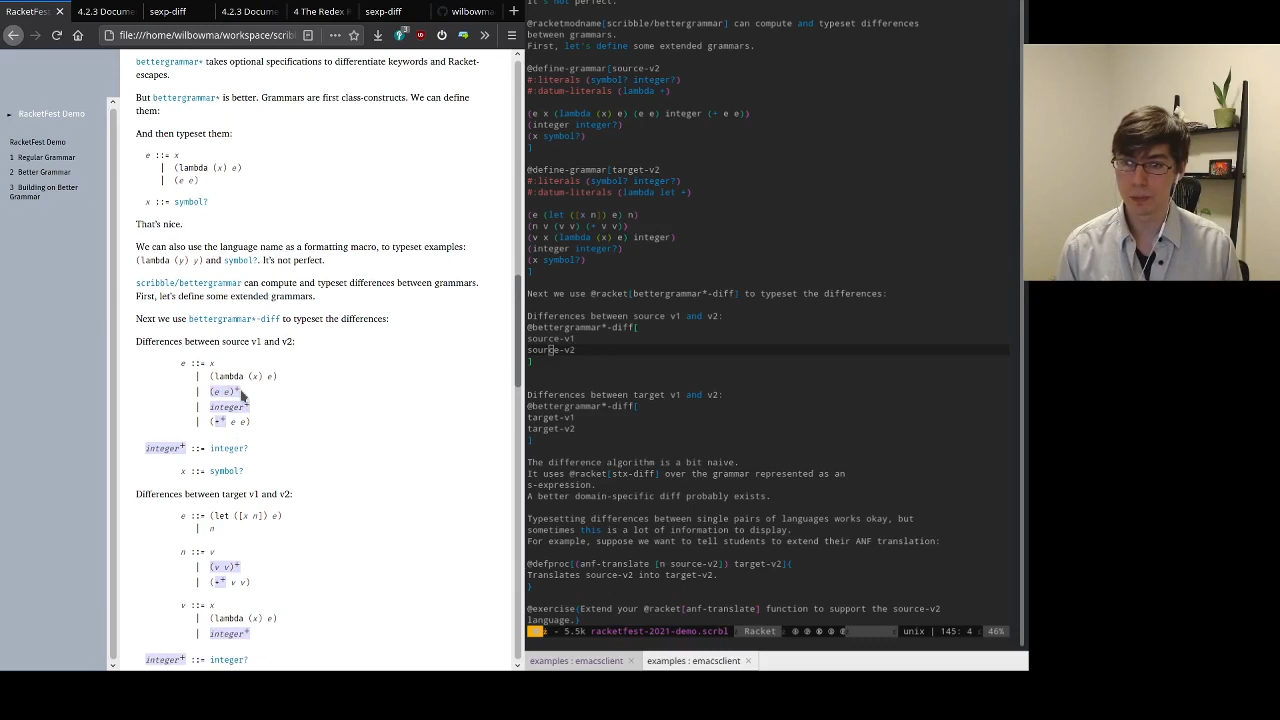 RacketFest
4.2.3 Docume
sexp-diff
4.2.3 Docume
4 The Redex
sexp-diff
wilbowma
file:///home/wilbowma/workspace/scrib
RacketFest Demo
RacketFest Demo
1 Regular Grammar
2 Better Grammar
3 Building on Better
Grammar
bettergrammar* takes optional specifications to differentiate keywords and Racket-
escapes.
But bettergrammar* is better. Grammars are first class-constructs. We can define
them:
And then typeset them:
e ::= x
| (lambda (x) e)
| (e e)
x ::= symbol?
That's nice.
We can also use the language name as a formatting macro, to typeset examples:
(lambda (y) y) and symbol?. It's not perfect.
scribble/bettergrammar can compute and typeset differences between grammars.
First, let's define some extended grammars.
Next we use bettergrammar*-diff to typeset the differences:
Differences between source v1 and v2:
e ::= x
| (lambda (x) e)
| (e e)+
| integer+
| (++ e e)
integer+ ::= integer?
x ::= symbol?
Differences between target v1 and v2:
e ::= (let ([x n]) e)
| n
n ::= v
| (v v)+
| (++ v v)
v ::= x
| (lambda (x) e)
| integer+
integer+ ::= integer?
It's not perfect.
@racketmodname[scribble/bettergrammar] can compute and typeset differences
between grammars.
First, let's define some extended grammars.
@define-grammar[source-v2
#:literals (symbol? integer?)
#:datum-literals (lambda +)
(e x (lambda (x) e) (e e) integer (+ e e))
(integer integer?)
(x symbol?)
]
@define-grammar[target-v2
#:literals (symbol? integer?)
#:datum-literals (lambda let +)
(e (let ([x n]) e) n)
(n v (v v) (+ v v))
(v x (lambda (x) e) integer)
(integer integer?)
(x symbol?)
]
Next we use @racket[bettergrammar*-diff] to typeset the differences:
Differences between source v1 and v2:
@bettergrammar*-diff[
source-v1
source-v2
]
Differences between target v1 and v2:
@bettergrammar*-diff[
target-v1
target-v2
]
The difference algorithm is a bit naive.
It uses @racket[stx-diff] over the grammar represented as an
s-expression.
A better domain-specific diff probably exists.
Typesetting differences between single pairs of languages works okay, but
sometimes this is a lot of information to display.
For example, suppose we want to tell students to extend their ANF translation:
@defproc[(anf-translate [n source-v2]) target-v2]{
Translates source-v2 into target-v2.
}
@exercise{Extend your @racket[anf-translate] function to support the source-v2
language.}
- 5.5k racketfest-2021-demo.scrbl Racket unix | 145: 4 46%
examples : emacsclient
examples : emacsclient